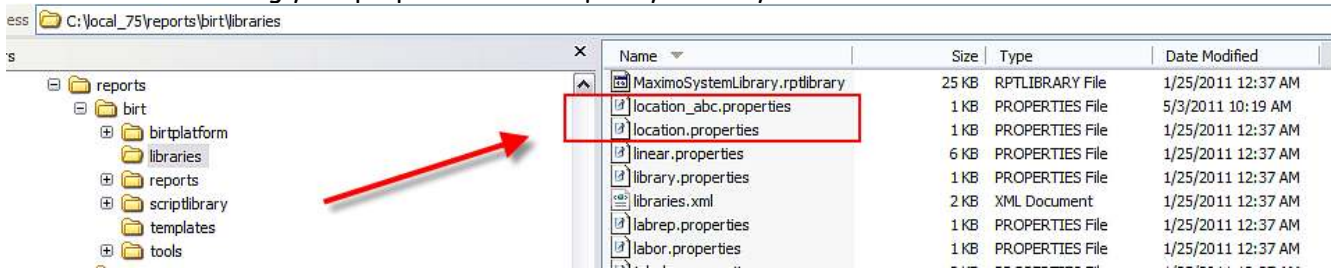 ess C:\local_75\reports\birt\libraries
rs
reports
birt
birtplatform
libraries
reports
scriptlibrary
templates
tools
Name Size Type Date Modified
MaximoSystemLibrary.rptlibrary 25 KB RPTLIBRARY File 1/25/2011 12:37 AM
location_abc.properties 1 KB PROPERTIES File 5/3/2011 10:19 AM
location.properties 1 KB PROPERTIES File 1/25/2011 12:37 AM
linear.properties 6 KB PROPERTIES File 1/25/2011 12:37 AM
library.properties 1 KB PROPERTIES File 1/25/2011 12:37 AM
libraries.xml 2 KB XML Document 1/25/2011 12:37 AM
labrep.properties 1 KB PROPERTIES File 1/25/2011 12:37 AM
labor.properties 1 KB PROPERTIES File 1/25/2011 12:37 AM